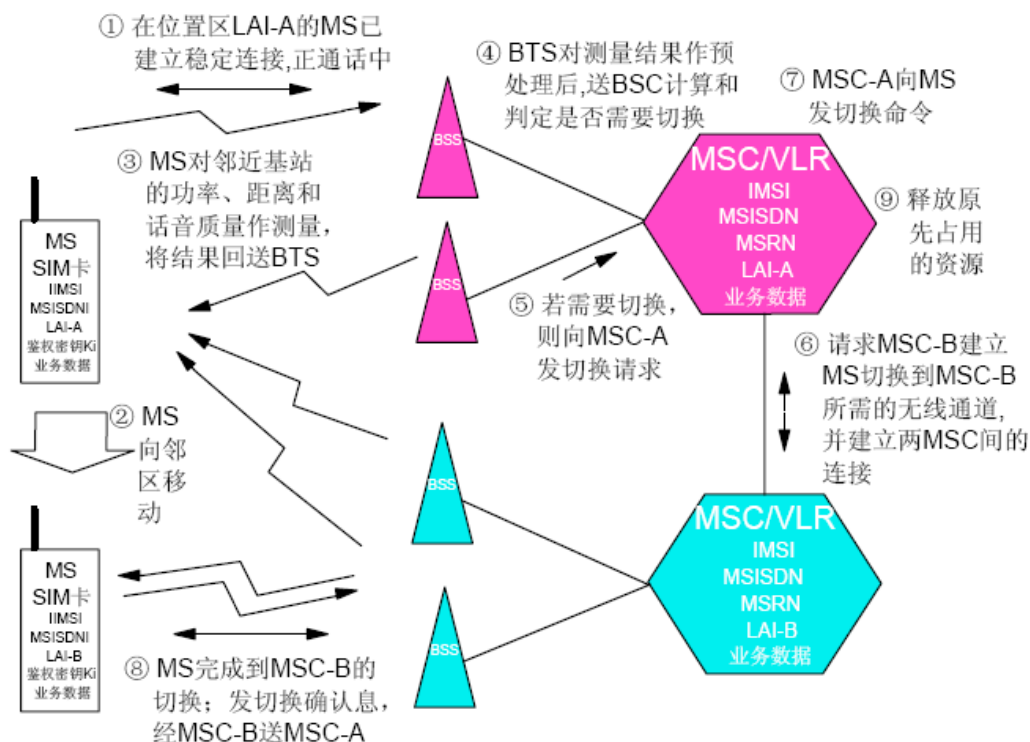 ① 在位置区LAI-A的MS已
建立稳定连接,正通话中
④ BTS对测量结果作预
处理后,送BSC计算和
判定是否需要切换
⑦ MSC-A向MS
发切换命令
BSS
③ MS对邻近基站
的功率、距离和
话音质量作测量,
将结果回送BTS
MSC/VLR
IMSI
MSISDN
MSRN
LAI-A
业务数据
⑨ 释放原
先占用
的资源
MS
SIM卡
IIMSI
MSISDNI
LAI-A
鉴权密钥Ki
业务数据
BSS
⑤ 若需要切换，
则向MSC-A
发切换请求
⑥ 请求MSC-B建立
MS切换到MSC-B
所需的无线通道,
并建立两MSC间的
连接
② MS
向邻
区移
动
BSS
MSC/VLR
IMSI
MSISDN
MSRN
LAI-B
业务数据
MS
SIM卡
IIMSI
MSISDNI
LAI-B
鉴权密钥Ki
业务数据
BSS
⑧ MS完成到MSC-B的
切换；发切换确认息，
经MSC-B送MSC-A